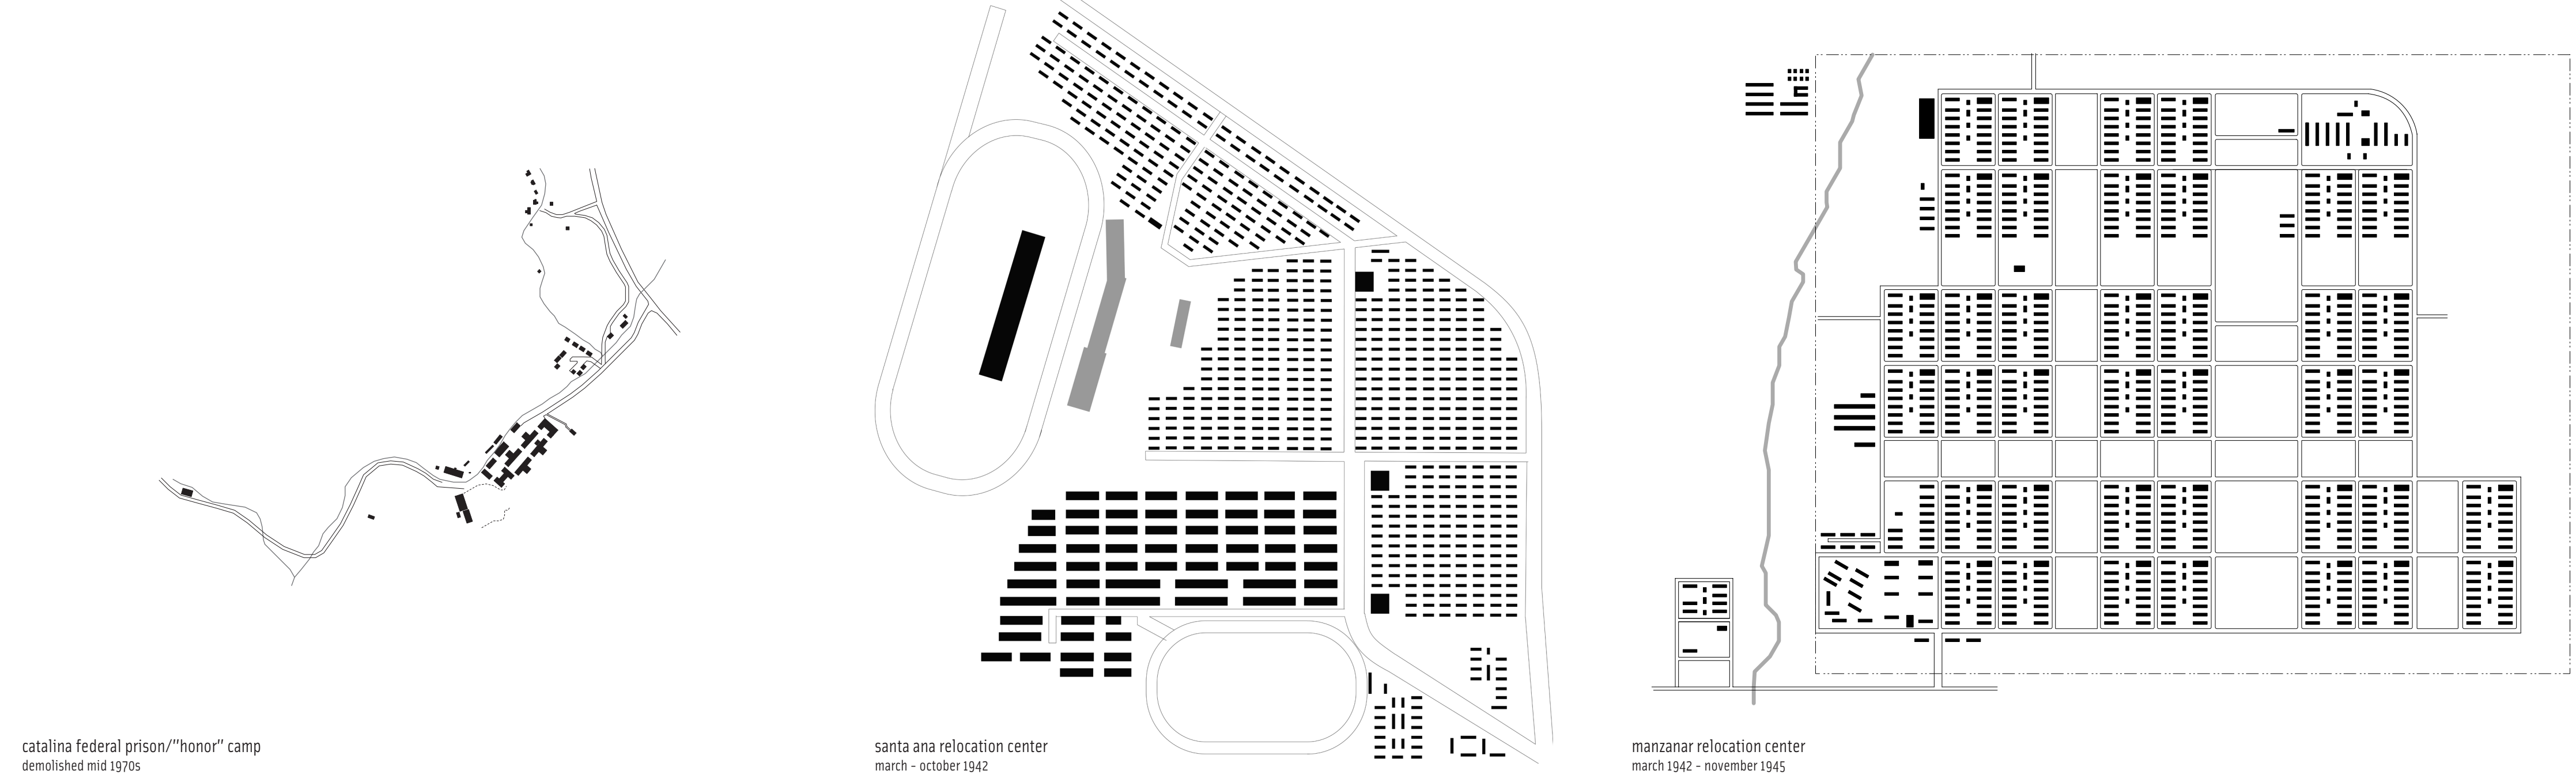 catalina federal prison/"honor" camp
demolished mid 1970s
santa ana relocation center
march - october 1942
manzanar relocation center
march 1942 - november 1945